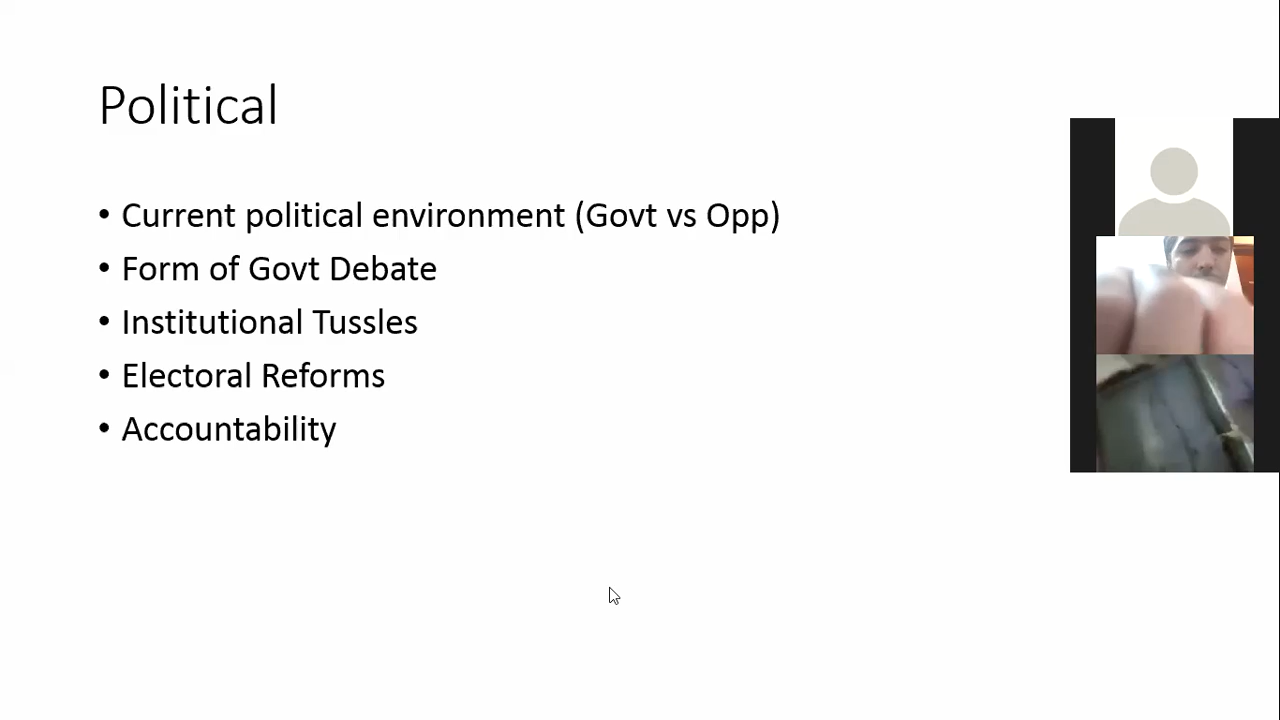 Political
• Current political environment (Govt vs Opp)
• Form of Govt Debate
• Institutional Tussles
• Electoral Reforms
• Accountability